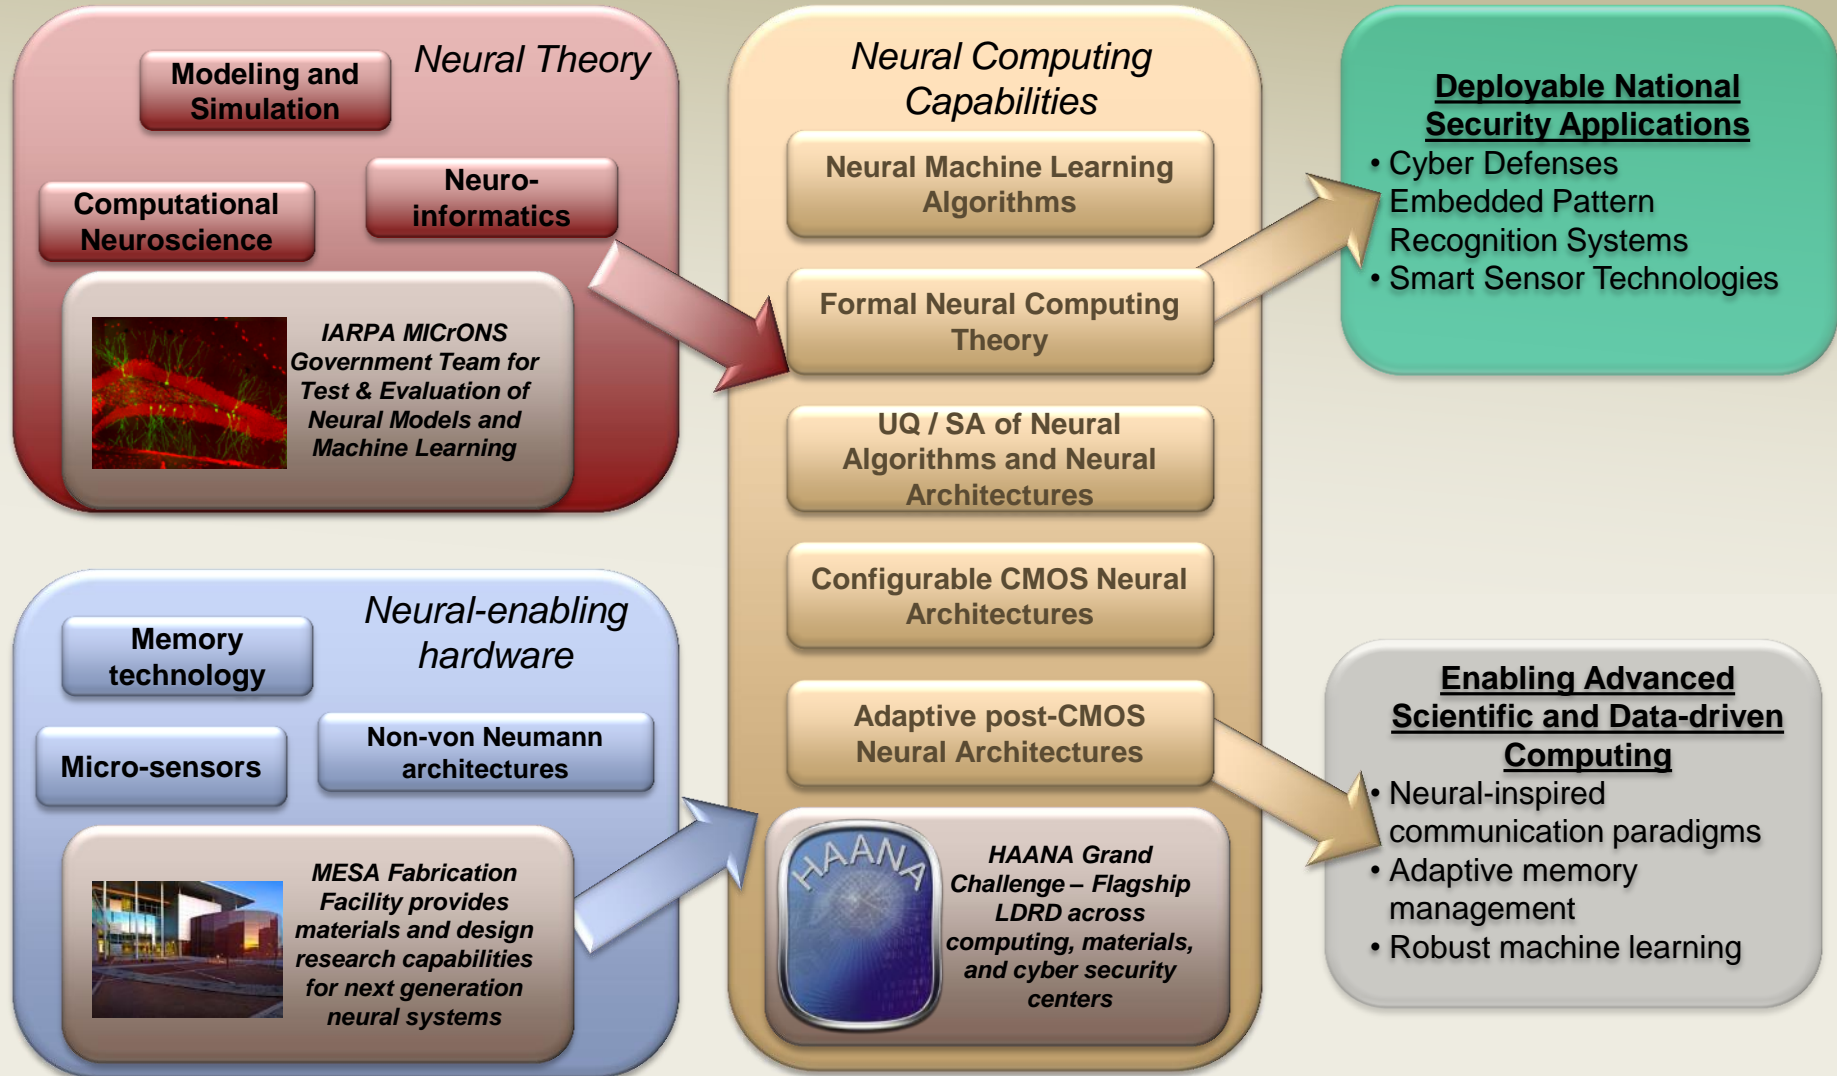 Neural Theory
Modeling and
Simulation
Neuro-
informatics
Computational
Neuroscience
IARPA MICrONS
Government Team for
Test & Evaluation of
Neural Models and
Machine Learning
Neural-enabling
hardware
Memory
technology
Non-von Neumann
architectures
Micro-sensors
MESA Fabrication
Facility provides
materials and design
research capabilities
for next generation
neural systems
Neural Computing
Capabilities
Neural Machine Learning
Algorithms
Formal Neural Computing
Theory
UQ / SA of Neural
Algorithms and Neural
Architectures
Configurable CMOS Neural
Architectures
Adaptive post-CMOS
Neural Architectures
HAANA
HAANA Grand
Challenge – Flagship
LDRD across
computing, materials,
and cyber security
centers
Deployable National
Security Applications
• Cyber Defenses
• Embedded Pattern
Recognition Systems
• Smart Sensor Technologies
Enabling Advanced
Scientific and Data-driven
Computing
• Neural-inspired
communication paradigms
• Adaptive memory
management
• Robust machine learning